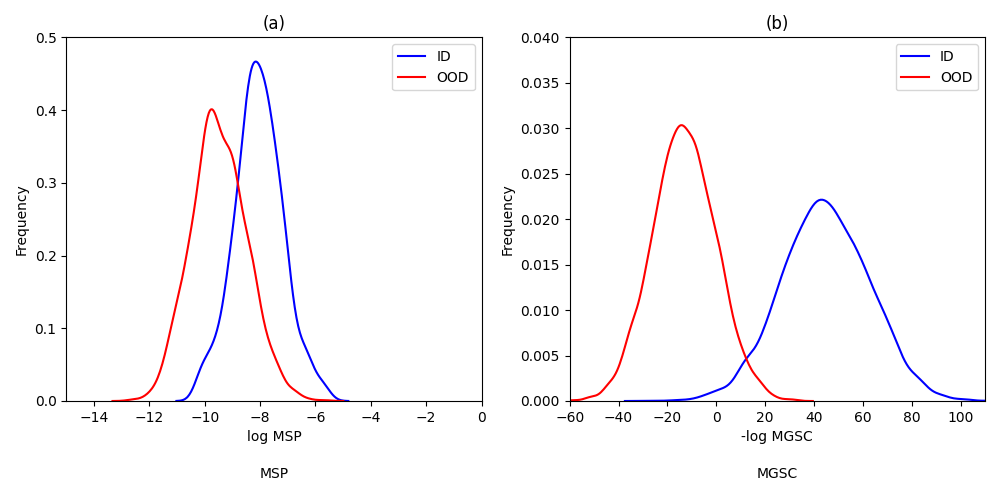 (a)
0.5
0.4
0.3
0.2
0.1
0.0
Frequency
ID
OOD
−14 −12 −10 −8 −6 −4 −2 0
log MSP
MSP
(b)
0.040
0.035
0.030
0.025
0.020
0.015
0.010
0.005
0.000
Frequency
ID
OOD
−60 −40 −20 0 20 40 60 80 100
-log MGSC
MGSC